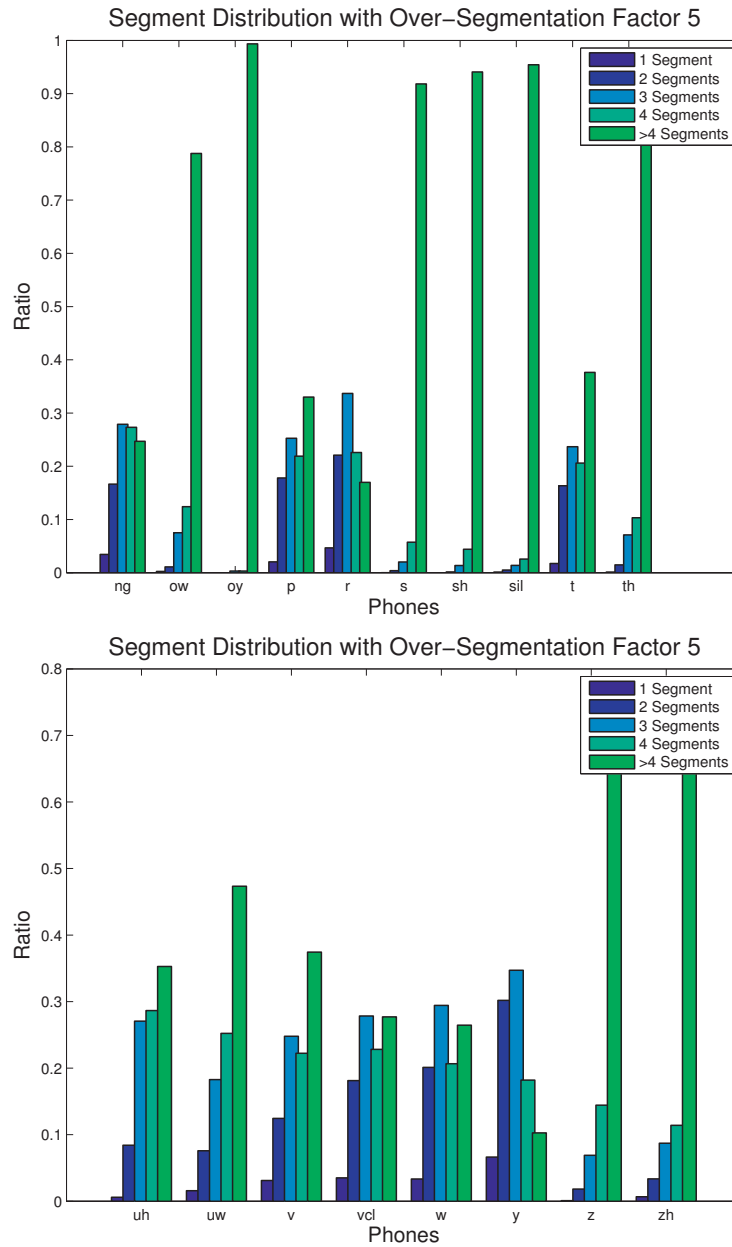 Segment Distribution with Over−Segmentation Factor 5
1
0.9
0.8
0.7
0.6
0.5
0.4
0.3
0.2
0.1
0
Ratio
1 Segment
2 Segments
3 Segments
4 Segments
>4 Segments
ng ow oy p r s sh sil t th
Phones
Segment Distribution with Over−Segmentation Factor 5
0.8
0.7
0.6
0.5
0.4
0.3
0.2
0.1
0
Ratio
1 Segment
2 Segments
3 Segments
4 Segments
>4 Segments
uh uw v vcl w y z zh
Phones